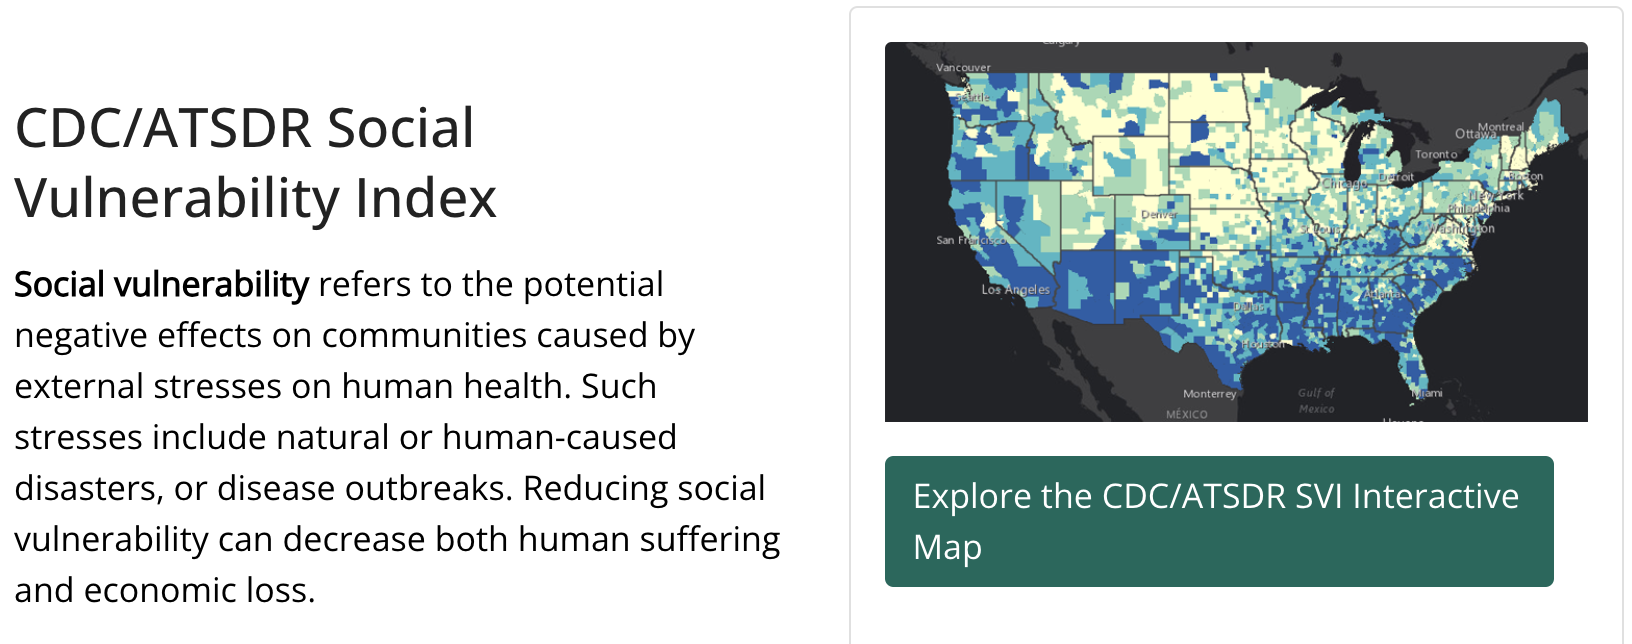 CDC/ATSDR Social
Vulnerability Index
Social vulnerability refers to the potential
negative effects on communities caused by
external stresses on human health. Such
stresses include natural or human-caused
disasters, or disease outbreaks. Reducing social
vulnerability can decrease both human suffering
and economic loss.
Calgary
Vancouver
Seattle
Montreal
Ottawa
Toronto
Boston
Chicago
Detroit
New York
Philadelphia
Denver
St Louis
Washington
San Francisco
Los Angeles
Atlanta
Dallas
Houston
Monterrey
Gulf of
Mexico
Miami
MÉXICO
Explore the CDC/ATSDR SVI Interactive
Map